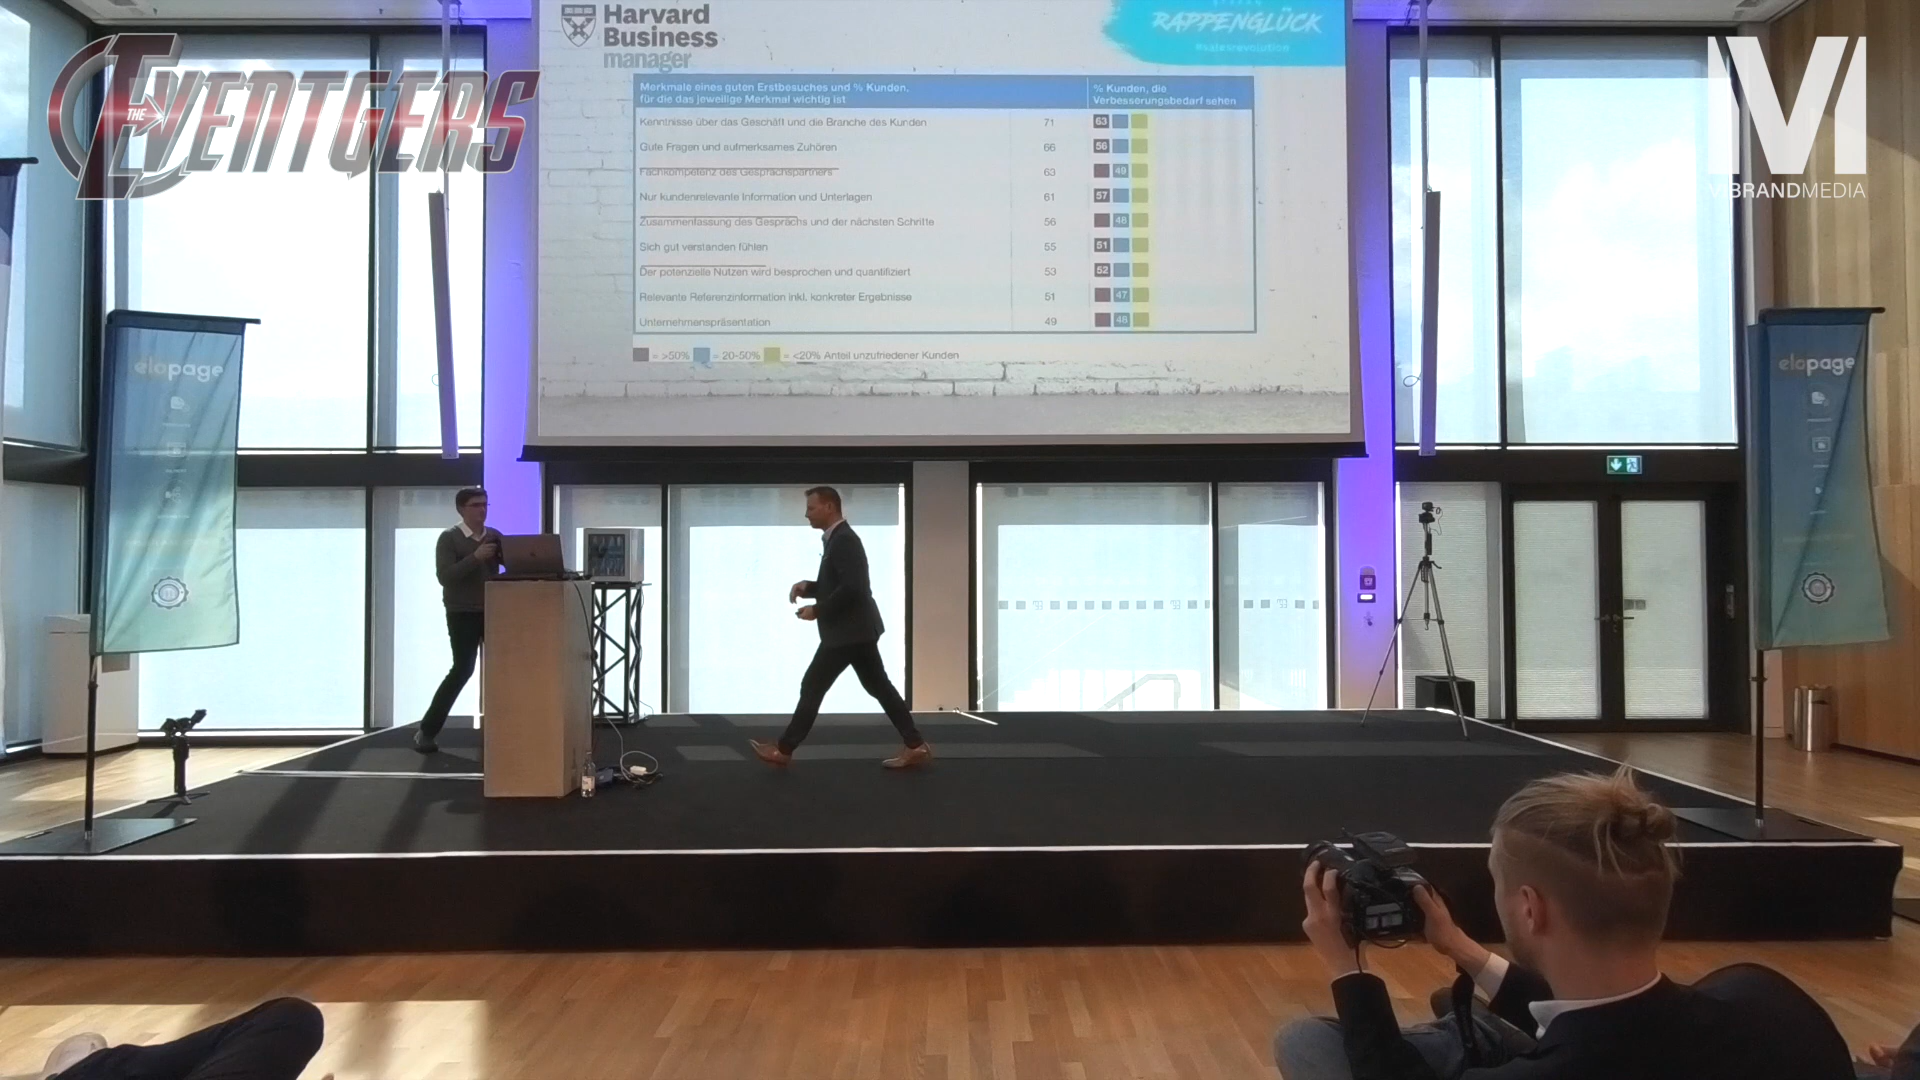 THE
EVENTGERS
Harvard
Business
manager
RAPPENGLÜCK
#salesrevolution
VM
VIBRANDMEDIA
Merkmale eines guten Erstbesuches und % Kunden,
für die das jeweilige Merkmal wichtig ist
% Kunden, die
Verbesserungsbedarf sehen
Kenntnisse über das Geschäft und die Branche des Kunden 71 63
Gute Fragen und aufmerksames Zuhören 66 56
Fachkompetenz des Gesprächspartners 63 49
Nur kundenrelevante Information und Unterlagen 61 57
Zusammenfassung des Gesprächs und der nächsten Schritte 56 48
Sich gut verstanden fühlen 55 51
Der potenzielle Nutzen wird besprochen und quantifiziert 53 52
Relevante Referenzinformation inkl. konkreter Ergebnisse 51 47
Unternehmenspräsentation 49 48
= >50% = 20-50% = <20% Anteil unzufriedener Kunden
elopage
elopage